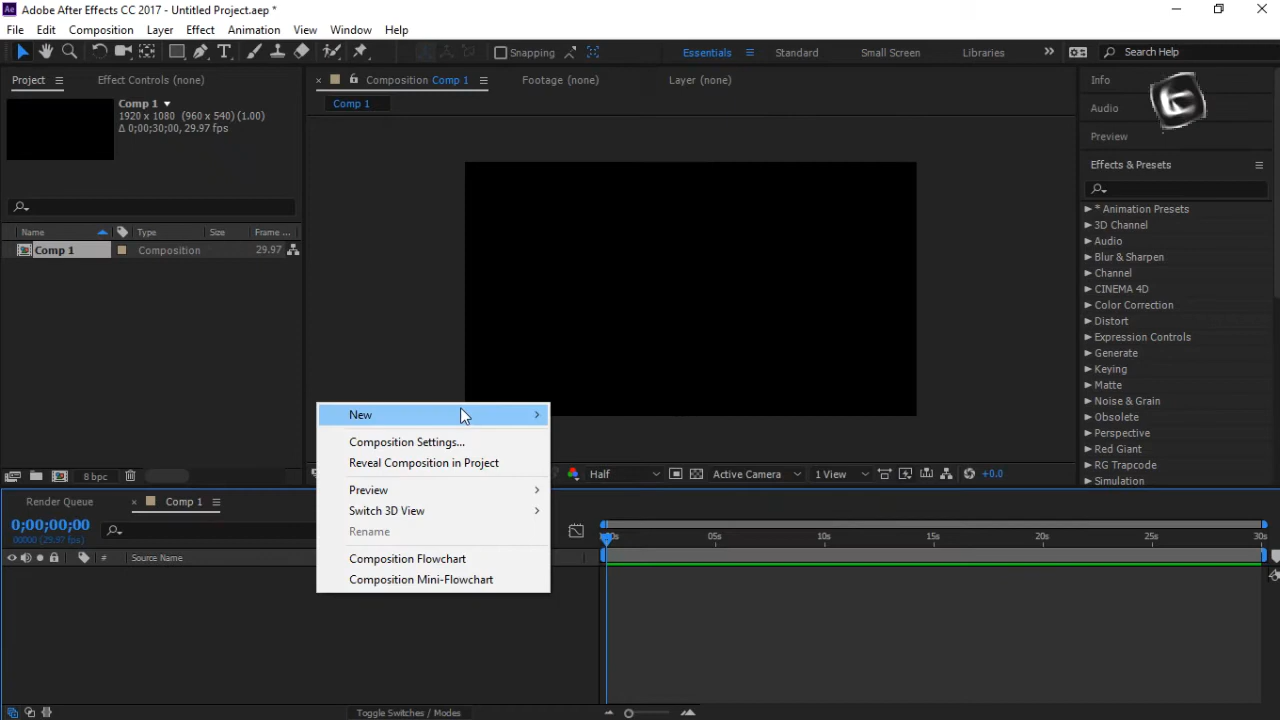 Ae Adobe After Effects CC 2017 - Untitled Project.aep *
File Edit Composition Layer Effect Animation View Window Help
T Snapping Essentials Standard Small Screen Libraries Search Help
Project Effect Controls (none) Composition Comp 1 Footage (none) Layer (none) Info
Comp 1
1920 x 1080 (960 x 540) (1.00)
Δ 0;00;30;00, 29.97 fps
Comp 1
Audio
Preview
Effects & Presets
Name Type Size Frame ...
Comp 1 Composition 29.97
* Animation Presets
3D Channel
Audio
Blur & Sharpen
Channel
CINEMA 4D
Color Correction
Distort
Expression Controls
Generate
Keying
Matte
Noise & Grain
Obsolete
Perspective
Red Giant
RG Trapcode
Simulation
New
Composition Settings...
Reveal Composition in Project
Preview
Switch 3D View
Rename
Composition Flowchart
Composition Mini-Flowchart
8 bpc Half Active Camera 1 View +0.0
Render Queue Comp 1
0;00;00;00
00000 (29.97 fps)
05s 10s 15s 20s 25s 30s
# Source Name
Toggle Switches / Modes